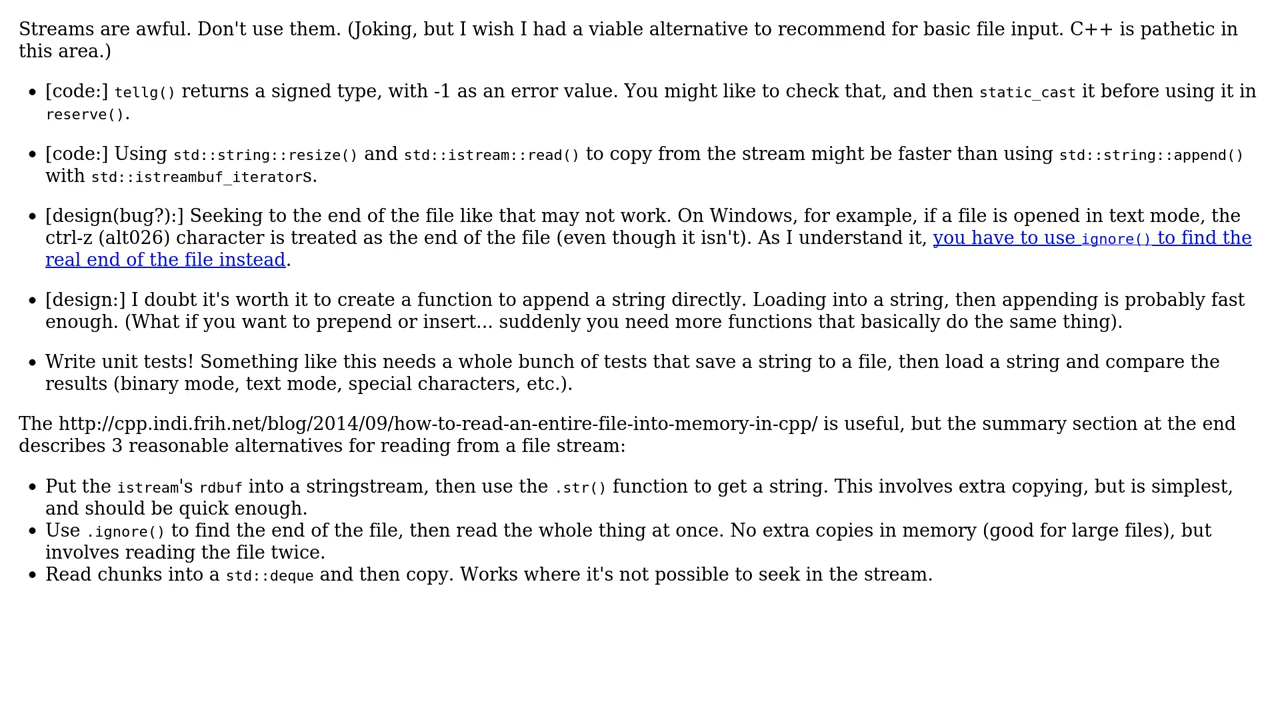 Streams are awful. Don't use them. (Joking, but I wish I had a viable alternative to recommend for basic file input. C++ is pathetic in
this area.)
• [code:] tellg() returns a signed type, with -1 as an error value. You might like to check that, and then static_cast it before using it in
reserve().
• [code:] Using std::string::resize() and std::istream::read() to copy from the stream might be faster than using std::string::append()
with std::istreambuf_iterators.
• [design(bug?):] Seeking to the end of the file like that may not work. On Windows, for example, if a file is opened in text mode, the
ctrl-z (alt026) character is treated as the end of the file (even though it isn't). As I understand it, you have to use ignore() to find the
real end of the file instead.
• [design:] I doubt it's worth it to create a function to append a string directly. Loading into a string, then appending is probably fast
enough. (What if you want to prepend or insert... suddenly you need more functions that basically do the same thing).
• Write unit tests! Something like this needs a whole bunch of tests that save a string to a file, then load a string and compare the
results (binary mode, text mode, special characters, etc.).
The http://cpp.indi.frih.net/blog/2014/09/how-to-read-an-entire-file-into-memory-in-cpp/ is useful, but the summary section at the end
describes 3 reasonable alternatives for reading from a file stream:
• Put the istream's rdbuf into a stringstream, then use the .str() function to get a string. This involves extra copying, but is simplest,
and should be quick enough.
• Use .ignore() to find the end of the file, then read the whole thing at once. No extra copies in memory (good for large files), but
involves reading the file twice.
• Read chunks into a std::deque and then copy. Works where it's not possible to seek in the stream.